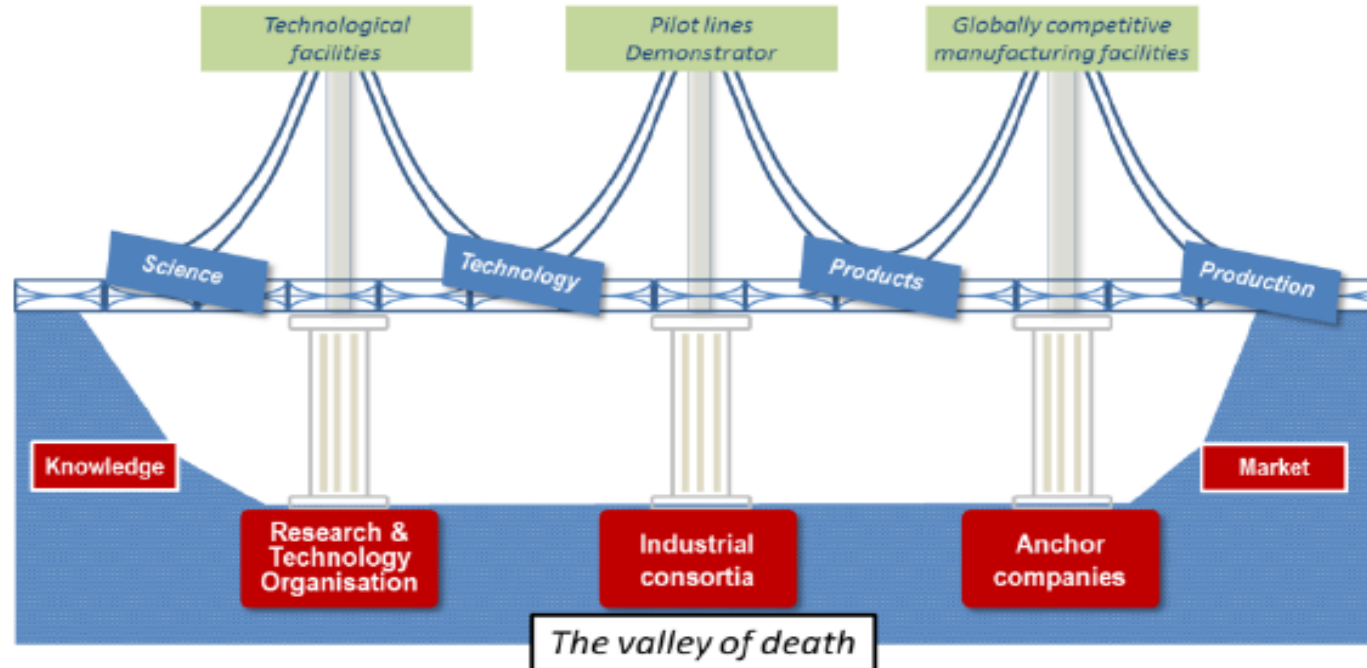 Technological
facilities
Pilot lines
Demonstrator
Globally competitive
manufacturing facilities
Science
Technology
Products
Production
Knowledge
Market
Research &
Technology
Organisation
Industrial
consortia
Anchor
companies
The valley of death